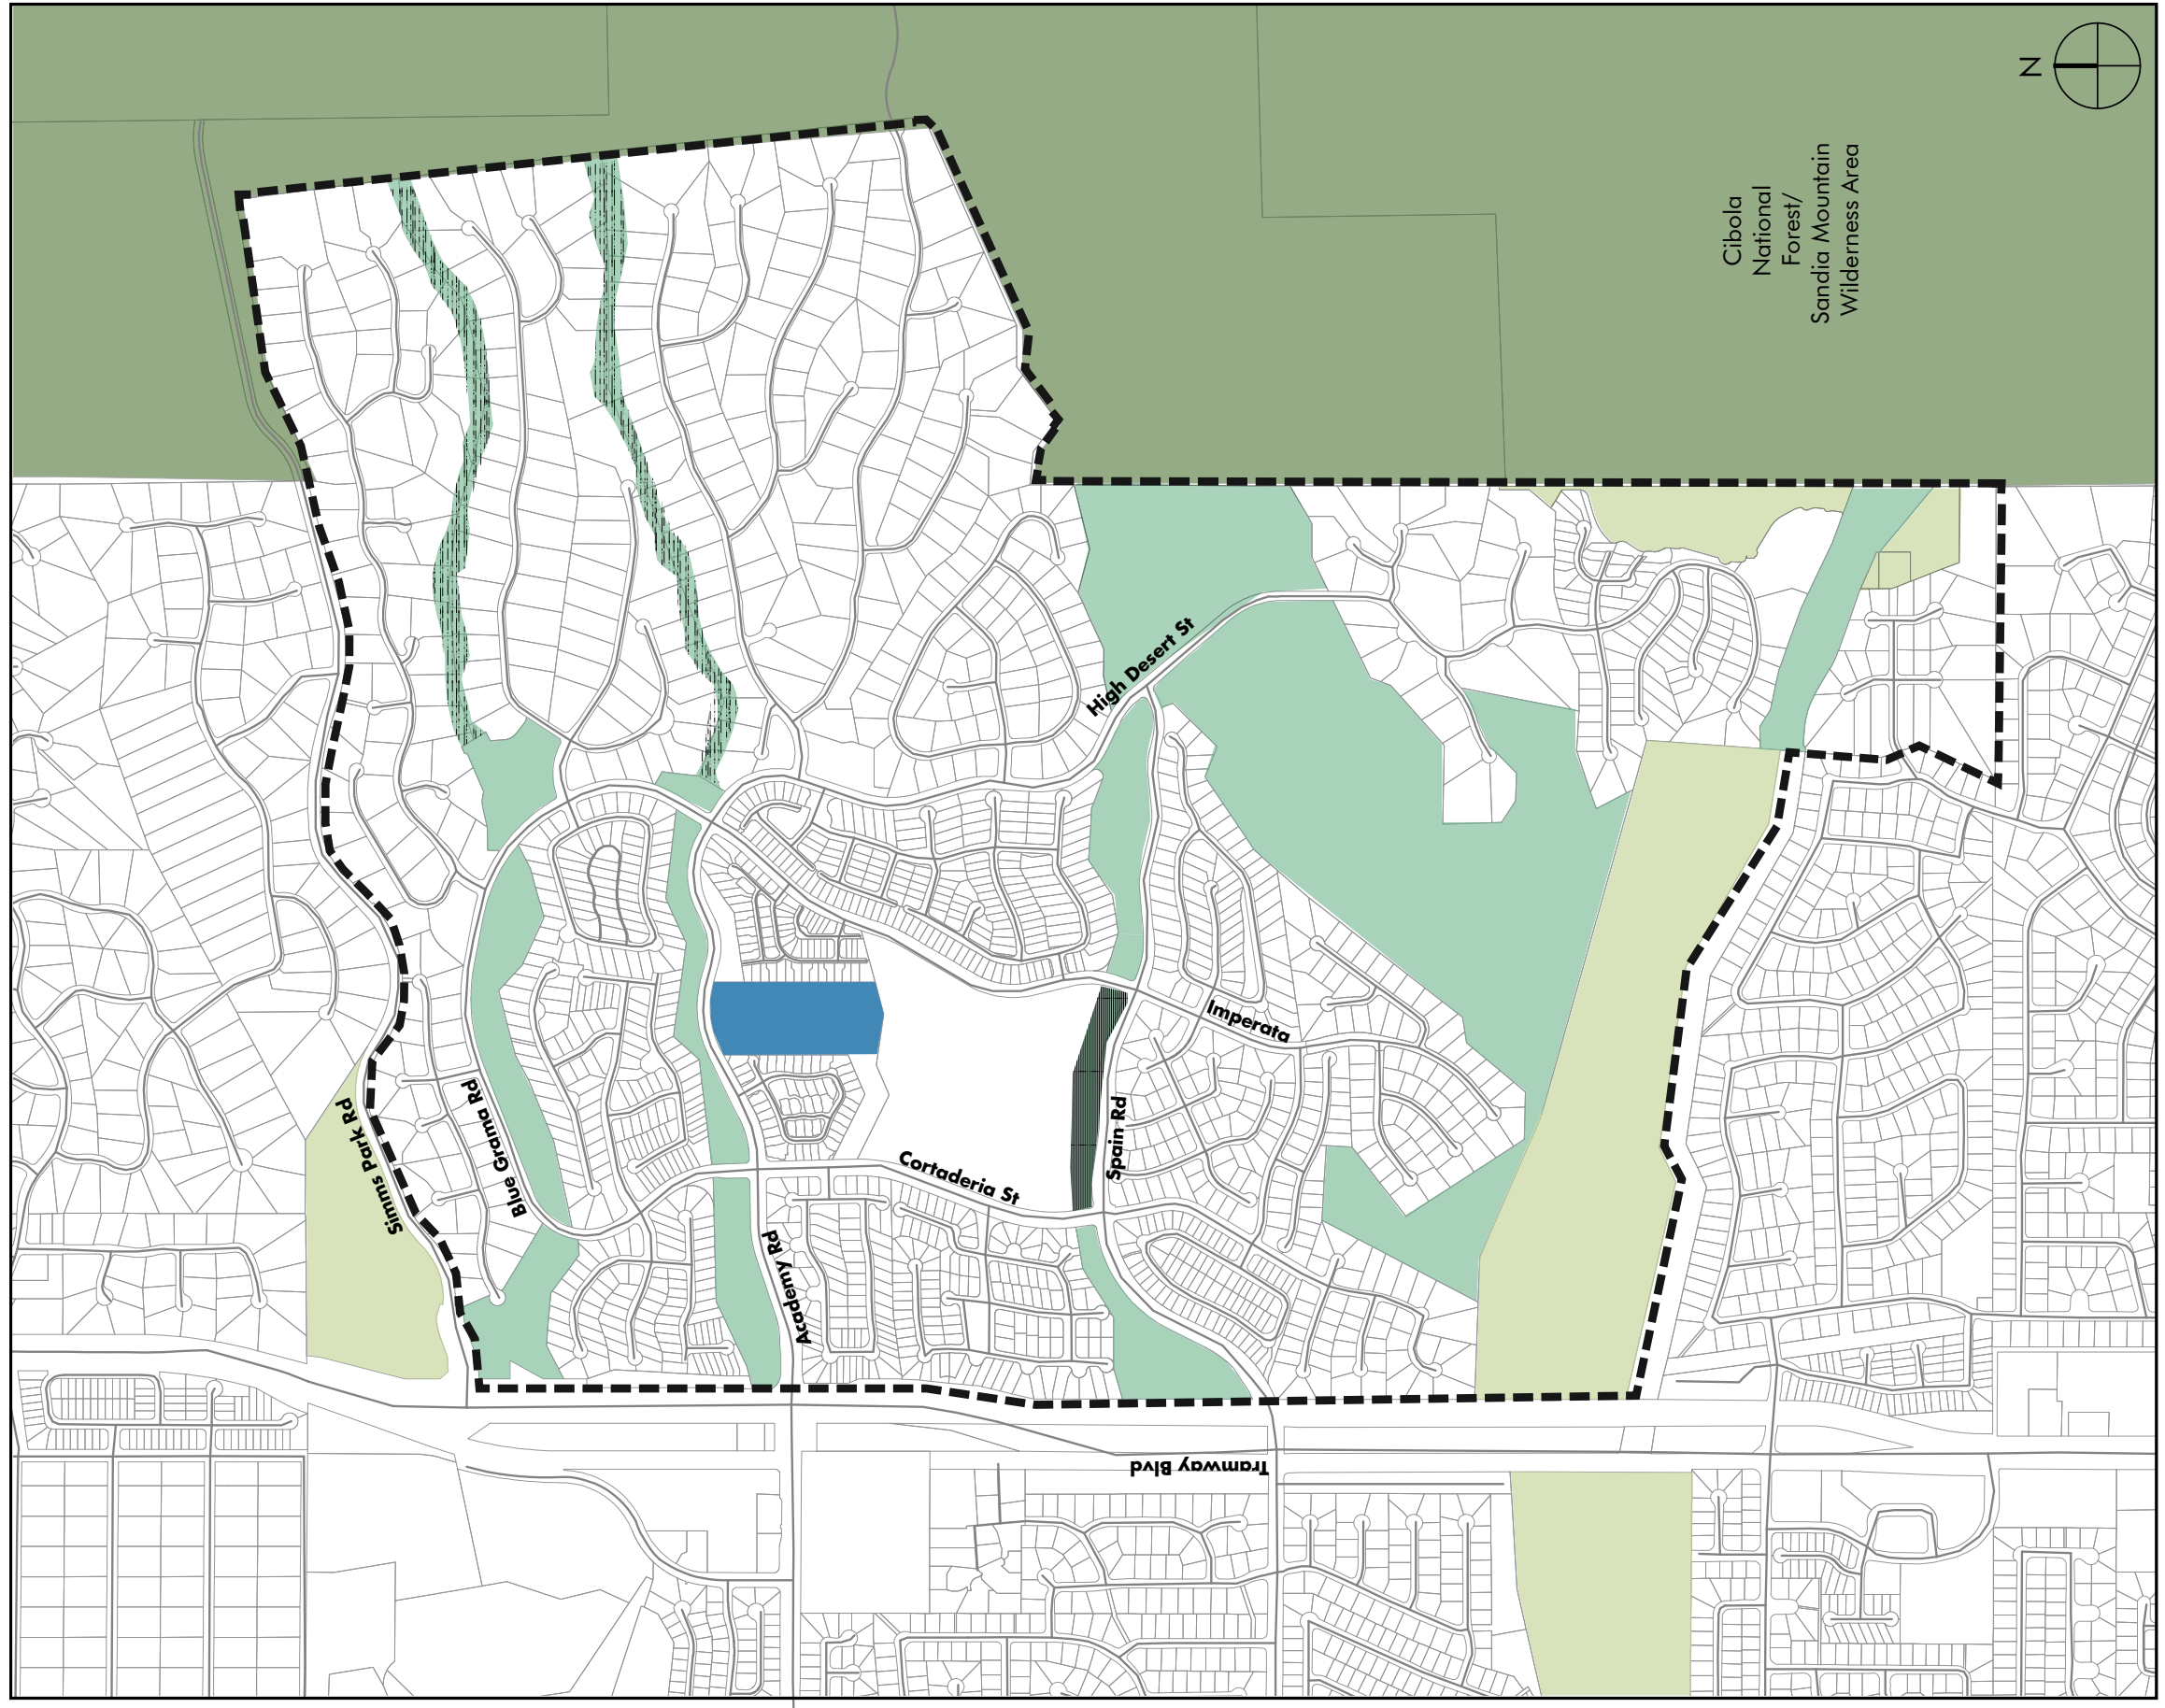 N
Cibola
National
Forest/
Sandia Mountain
Wilderness Area
High Desert St
Imperata
Simms Park Rd
Blue Grama Rd
Spain Rd
Cortaderia St
Academy Rd
Tramway Blvd